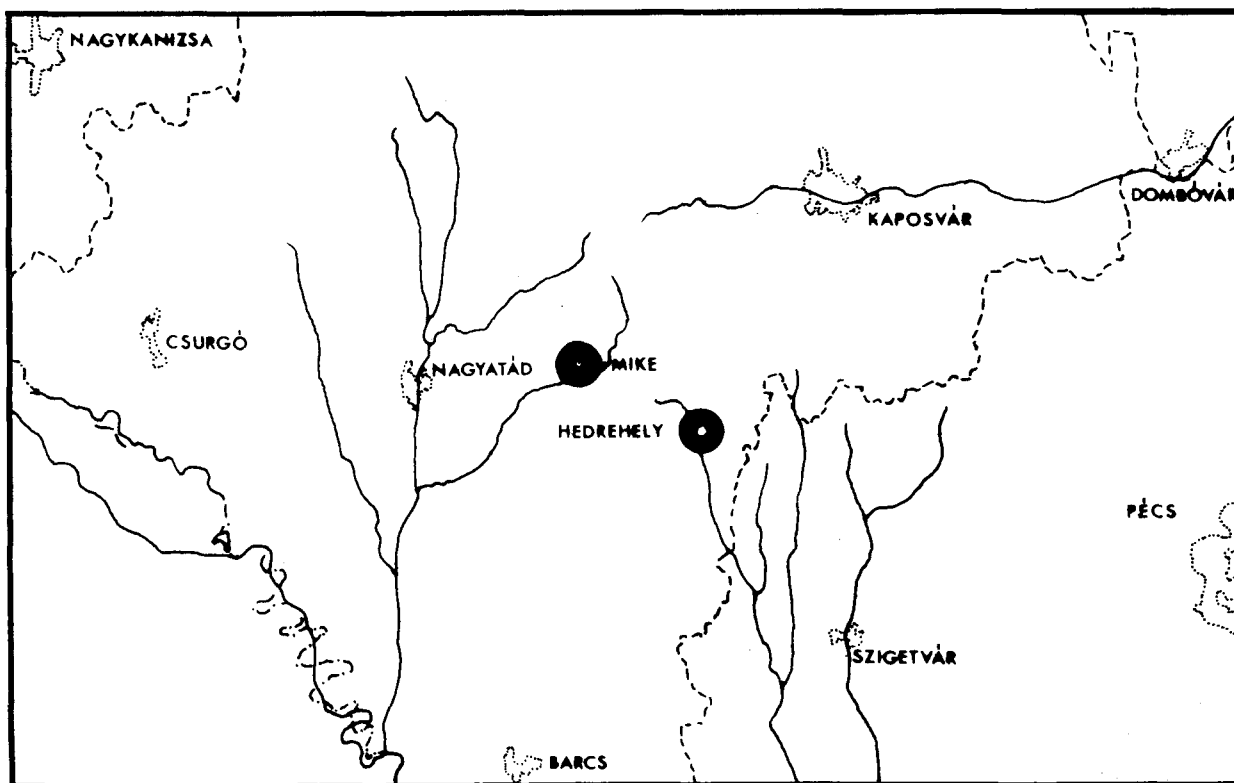 NAGYKANIZSA
DOMBÓVÁR
KAPOSVÁR
CSURGÓ
NAGYATÁD
MIKE
HEDREHELY
PÉCS
SZIGETVÁR
BARCS